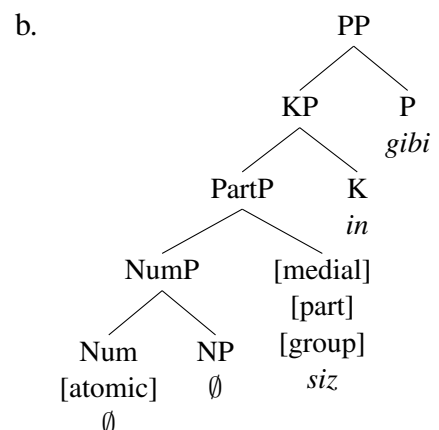 b.
PP
KP P
gibi
PartP K
in
NumP [medial]
[part]
Num NP [group]
[atomic] ∅ siz
∅